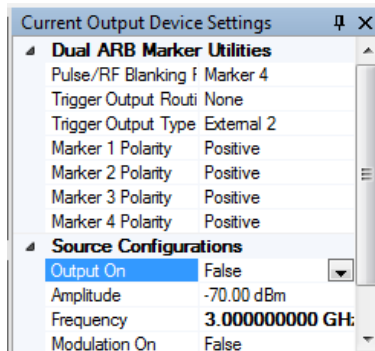 Current Output Device Settings
Dual ARB Marker Utilities
Pulse/RF Blanking Marker 4
Trigger Output Routi None
Trigger Output Type External 2
Marker 1 Polarity Positive
Marker 2 Polarity Positive
Marker 3 Polarity Positive
Marker 4 Polarity Positive
Source Configurations
Output On False
Amplitude -70.00 dBm
Frequency 3.000000000 GH
Modulation On False